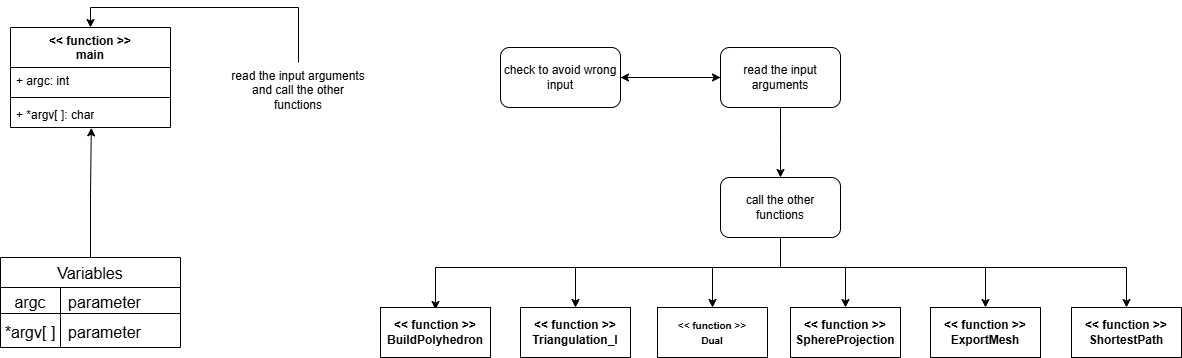 << function >>
main
+ argc: int
+ *argv[ ]: char
read the input arguments
and call the other
functions
Variables
argc parameter
*argv[ ] parameter
check to avoid wrong
input
read the input
arguments
call the other
functions
<< function >>
BuildPolyhedron
<< function >>
Triangulation_I
<< function >>
Dual
<< function >>
SphereProjection
<< function >>
ExportMesh
<< function >>
ShortestPath